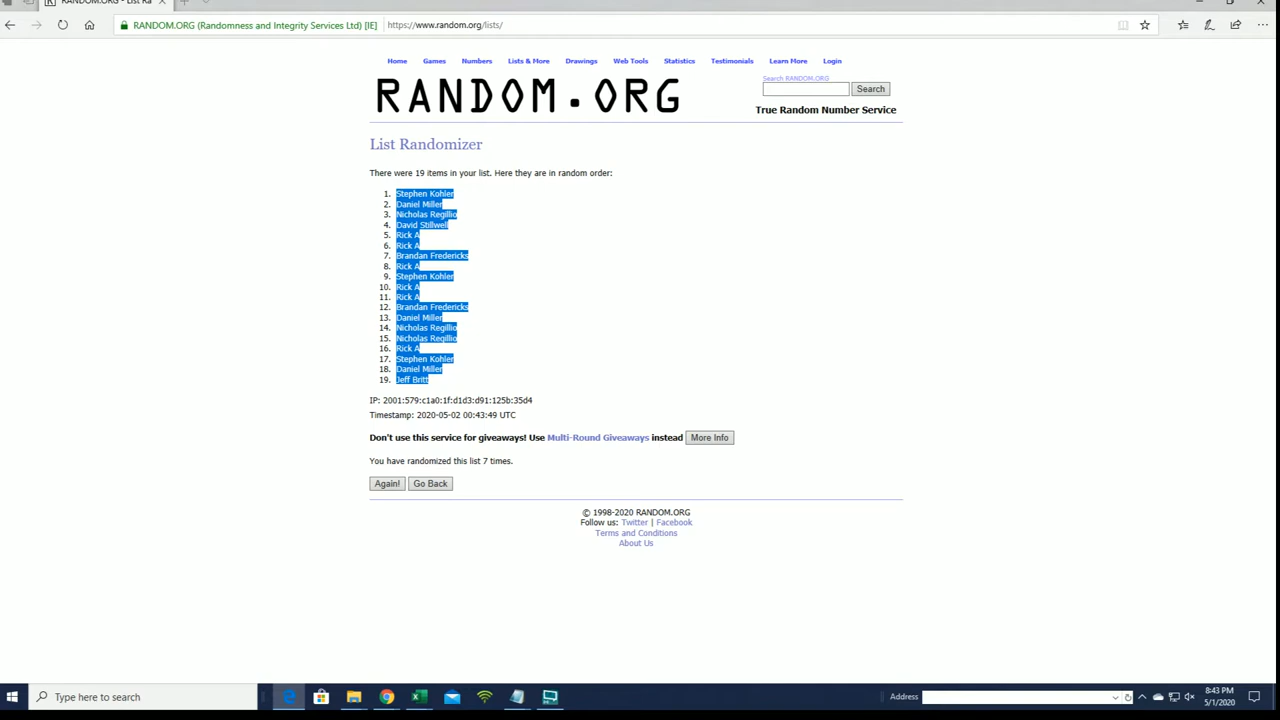 RANDOM.ORG - List Ra
RANDOM.ORG (Randomness and Integrity Services Ltd) [IE]
https://www.random.org/lists/
Home Games Numbers Lists & More Drawings Web Tools Statistics Testimonials Learn More Login
RANDOM.ORG
Search RANDOM.ORG
Search
True Random Number Service
List Randomizer
There were 19 items in your list. Here they are in random order:
1. Stephen Kohler
2. Daniel Miller
3. Nicholas Regillio
4. David Stillwell
5. Rick A
6. Rick A
7. Brandan Fredericks
8. Rick A
9. Stephen Kohler
10. Rick A
11. Rick A
12. Brandan Fredericks
13. Daniel Miller
14. Nicholas Regillio
15. Nicholas Regillio
16. Rick A
17. Stephen Kohler
18. Daniel Miller
19. Jeff Britt
IP: 2001:579:c1a0:1f:d1d3:d91:125b:35d4
Timestamp: 2020-05-02 00:43:49 UTC
Don't use this service for giveaways! Use Multi-Round Giveaways instead More Info
You have randomized this list 7 times.
Again! Go Back
© 1998-2020 RANDOM.ORG
Follow us: Twitter | Facebook
Terms and Conditions
About Us
Type here to search
Address
8:43 PM
5/1/2020